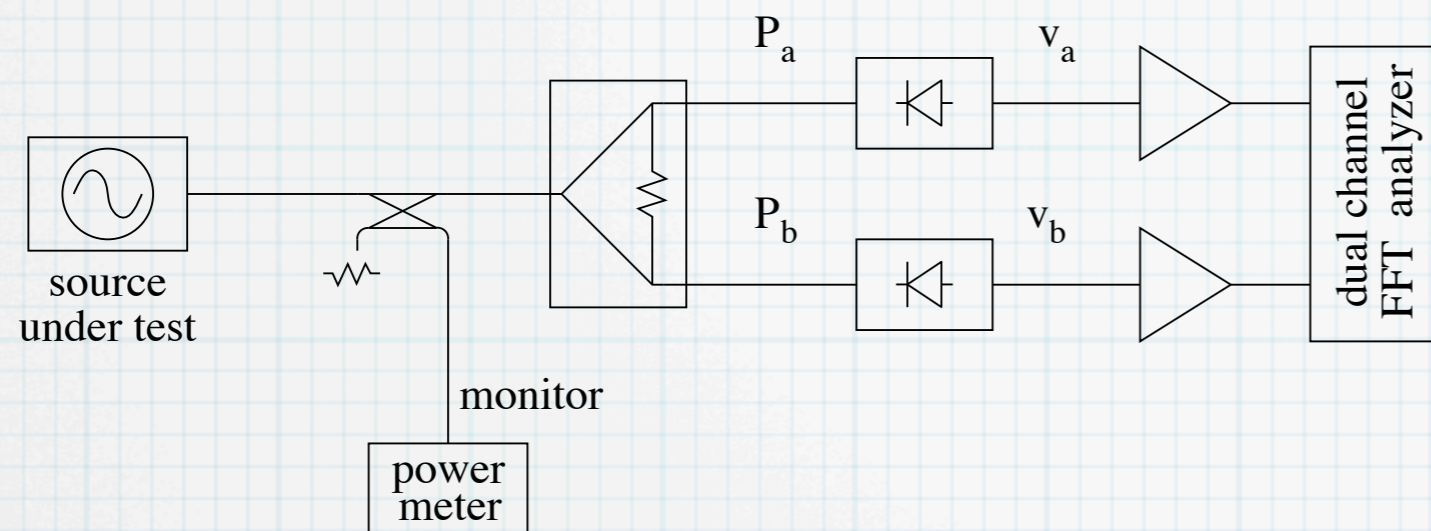 P_a
v_a
dual channel
FFT analyzer
source
under test
P_b
v_b
monitor
power
meter